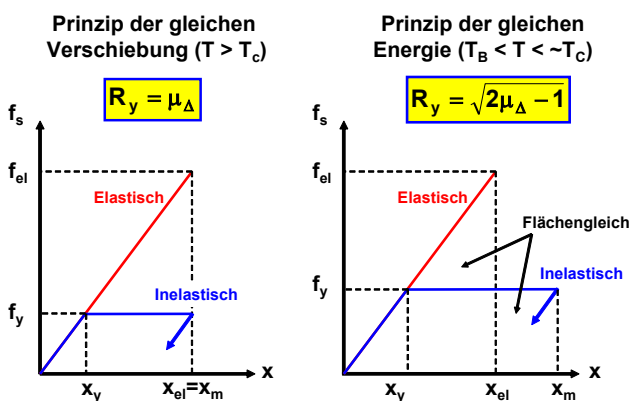 Prinzip der gleichen
Verschiebung (T > Tc)
Ry = μΔ
fs
fel
Elastisch
Inelastisch
fy
xy
xel=xm
x
Prinzip der gleichen
Energie (TB < T < ~TC)
Ry = √2μΔ −1
fs
fel
Elastisch
Flächengleich
Inelastisch
fy
xy
xel
xm
x